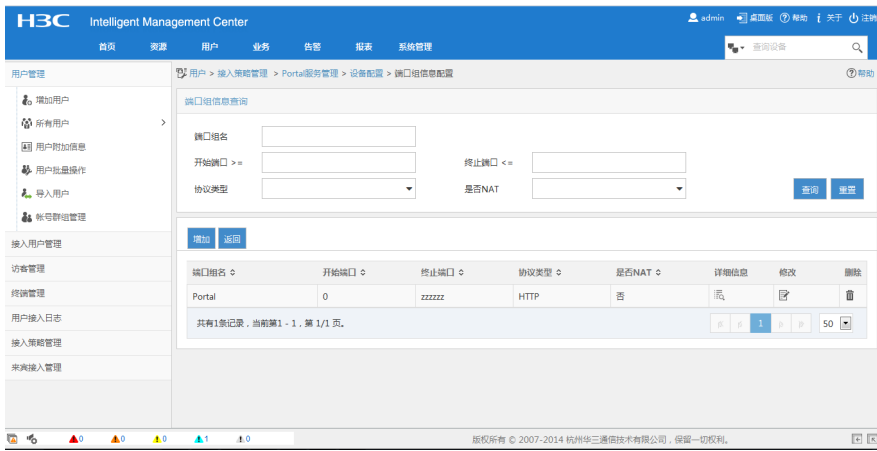 H3C Intelligent Management Center admin 桌面版 帮助 关于 注销
首页 资源 用户 业务 告警 报表 系统管理 查询设备
用户管理
增加用户
所有用户
用户附加信息
用户批量操作
导入用户
帐号群组管理
接入用户管理
访客管理
终端管理
用户接入日志
接入策略管理
来宾接入管理
用户 > 接入策略管理 > Portal服务管理 > 设备配置 > 端口组信息配置 帮助
端口组信息查询
端口组名
开始端口 >= 终止端口 <=
协议类型 是否NAT 查询 重置
增加 返回
端口组名 开始端口 终止端口 协议类型 是否NAT 详细信息 修改 删除
Portal 0 zzzzzz HTTP 否
共有1条记录，当前第1 - 1，第 1/1 页。 1 50
0 0 0 1 0 版权所有 © 2007-2014 杭州华三通信技术有限公司，保留一切权利。